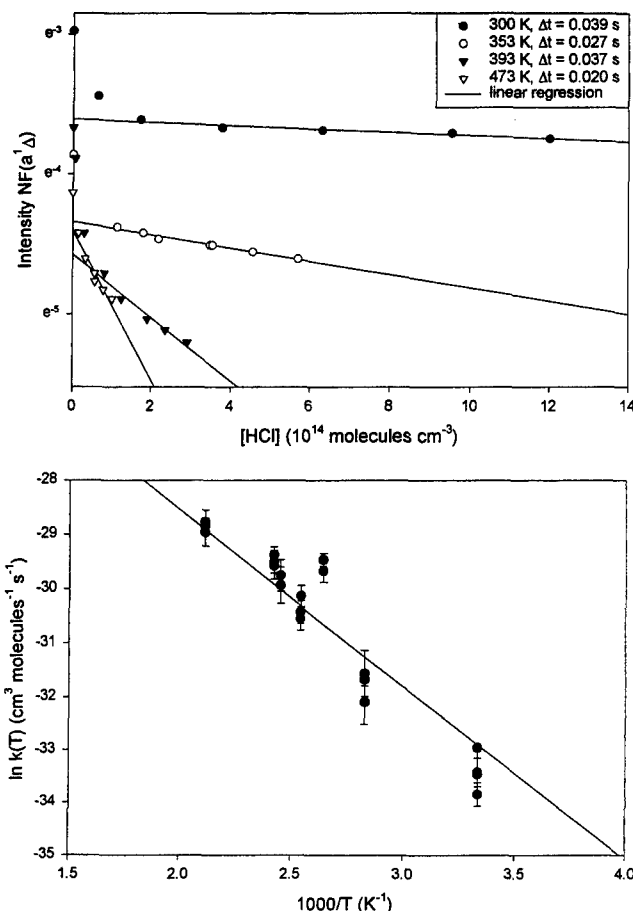 e⁻³
e⁻⁴
e⁻⁵
Intensity NF(a¹Δ)
300 K, Δt = 0.039 s
353 K, Δt = 0.027 s
393 K, Δt = 0.037 s
473 K, Δt = 0.020 s
linear regression
0 2 4 6 8 10 12 14
[HCl] (10¹⁴ molecules cm⁻³)
-28
-29
-30
-31
-32
-33
-34
-35
ln k(T) (cm³ molecules⁻¹ s⁻¹)
1.5 2.0 2.5 3.0 3.5 4.0
1000/T (K⁻¹)